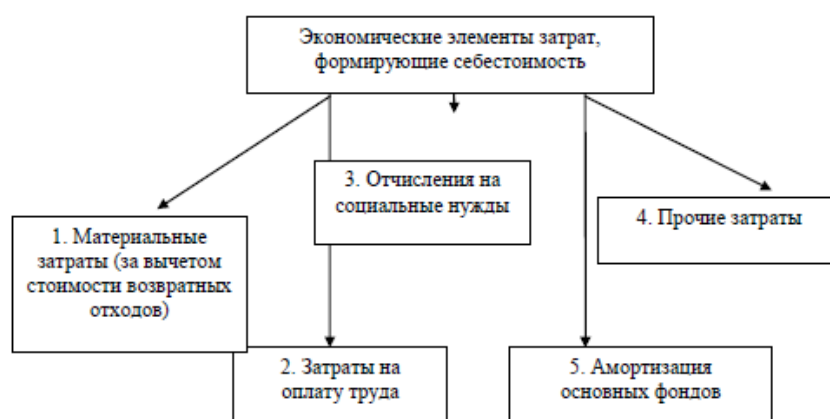 Экономические элементы затрат,
формирующие себестоимость
3. Отчисления на
социальные нужды
1. Материальные
затраты (за вычетом
стоимости возвратных
отходов)
4. Прочие затраты
2. Затраты на
оплату труда
5. Амортизация
основных фондов